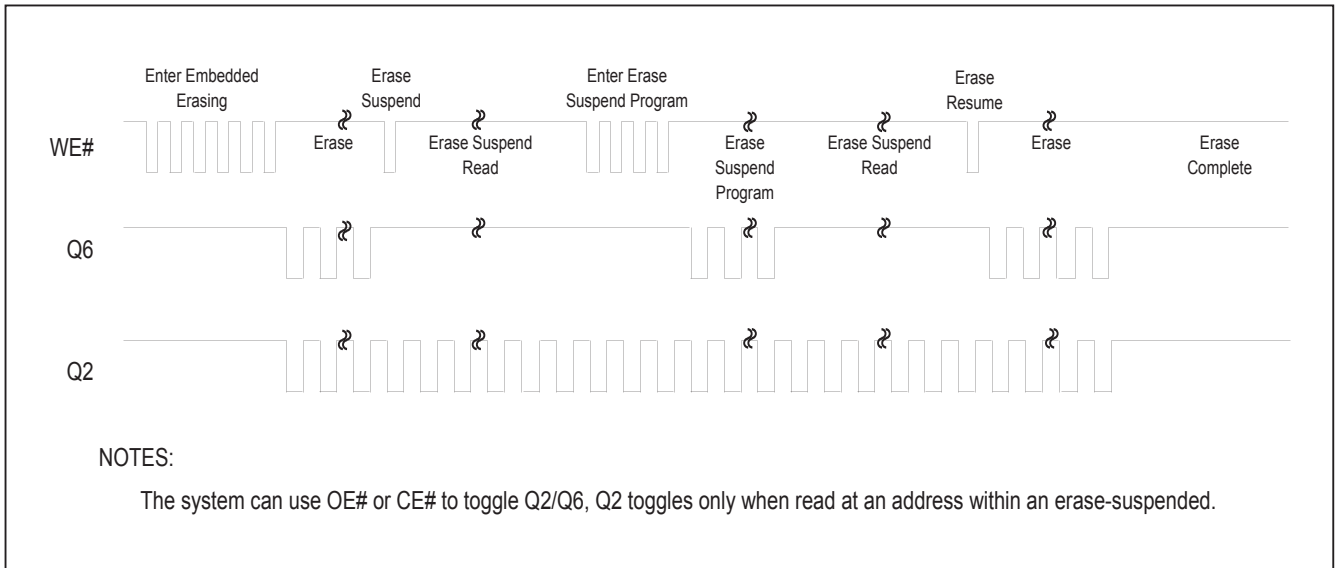 Enter Embedded
Erasing
Erase
Suspend
Enter Erase
Suspend Program
Erase
Resume
WE#
Erase
Erase Suspend
Read
Erase
Suspend
Program
Erase Suspend
Read
Erase
Erase
Complete
Q6
Q2
NOTES:
The system can use OE# or CE# to toggle Q2/Q6, Q2 toggles only when read at an address within an erase-suspended.